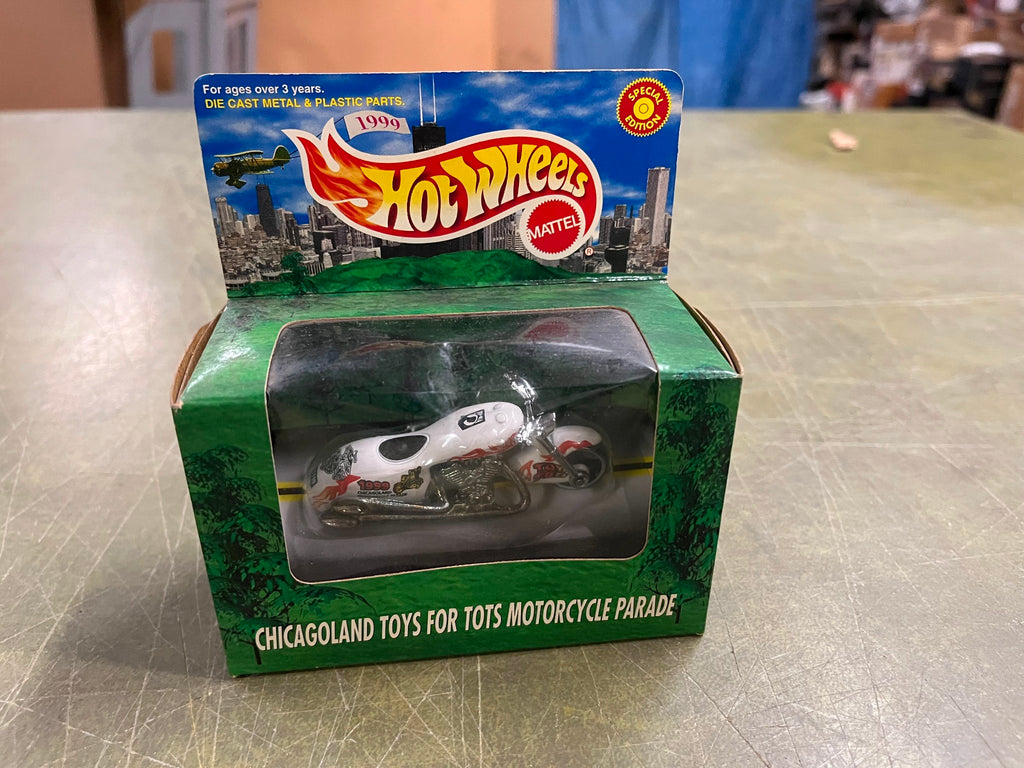 For ages over 3 years.
DIE CAST METAL & PLASTIC PARTS.
SPECIAL
EDITION
1999
HOT WHEELS
MATTEL
®
1999
CHICAGOLAND
CHICAGOLAND TOYS FOR TOTS MOTORCYCLE PARADE